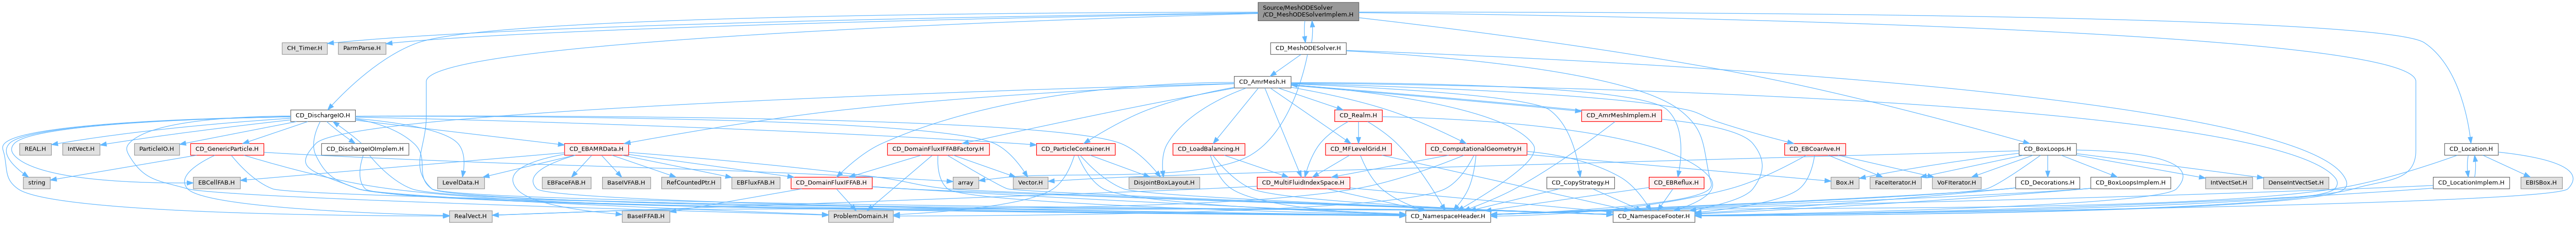 Source/MeshODESolver
/CD_MeshODESolverImplem.H
CH_Timer.H
ParmParse.H
CD_MeshODESolver.H
CD_AmrMesh.H
CD_DischargeIO.H
CD_Realm.H
CD_AmrMeshImplem.H
REAL.H
IntVect.H
ParticleIO.H
CD_GenericParticle.H
CD_DischargeIOImplem.H
CD_EBAMRData.H
CD_DomainFluxIFFABFactory.H
CD_ParticleContainer.H
CD_LoadBalancing.H
CD_MFLevelGrid.H
CD_ComputationalGeometry.H
CD_EBCoarAve.H
CD_BoxLoops.H
CD_Location.H
string
EBCellFAB.H
LevelData.H
EBFaceFAB.H
BaseIVFAB.H
RefCountedPtr.H
EBFluxFAB.H
CD_DomainFluxIFFAB.H
array
Vector.H
DisjointBoxLayout.H
CD_MultiFluidIndexSpace.H
CD_CopyStrategy.H
CD_EBReflux.H
Box.H
FaceIterator.H
VoFIterator.H
CD_Decorations.H
CD_BoxLoopsImplem.H
IntVectSet.H
DenseIntVectSet.H
CD_LocationImplem.H
EBISBox.H
RealVect.H
BaseIFFAB.H
ProblemDomain.H
CD_NamespaceHeader.H
CD_NamespaceFooter.H